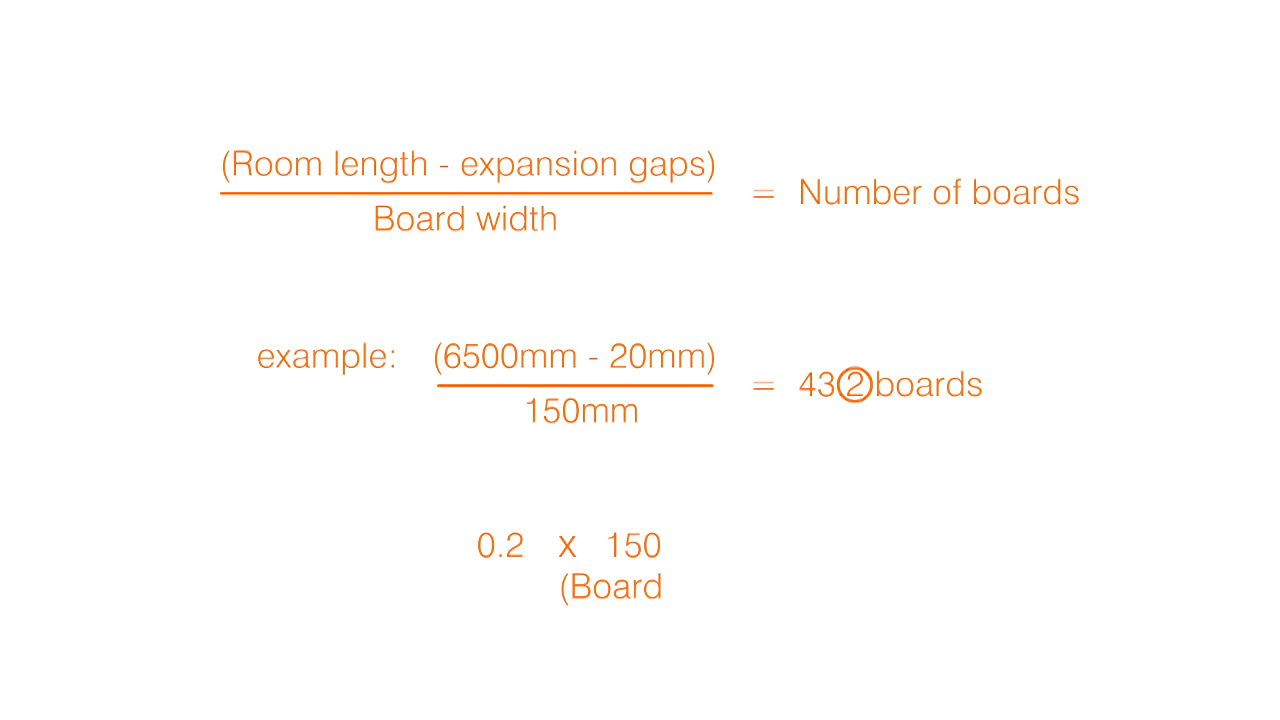 (Room length - expansion gaps)
Board width
= Number of boards
example: (6500mm - 20mm)
150mm
= 43 2 boards
0.2 x 150
(Board